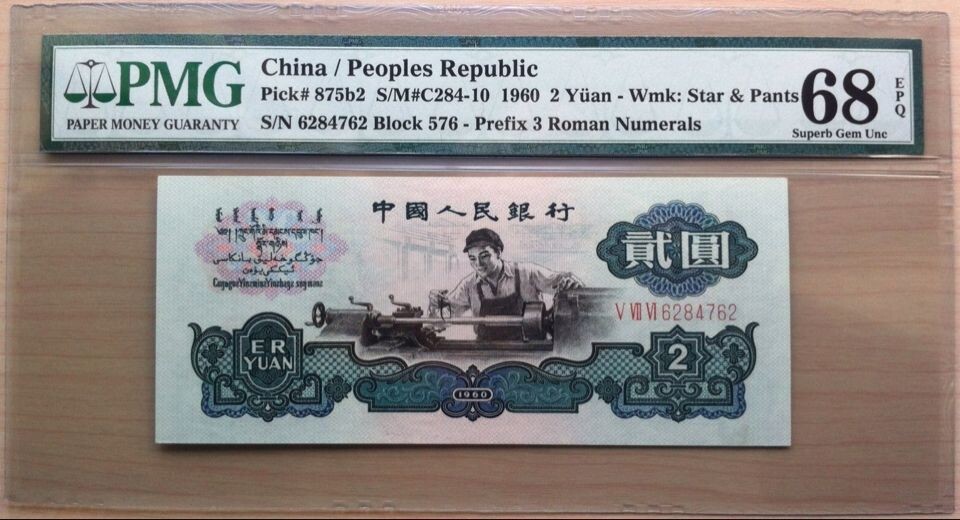 PMG
PAPER MONEY GUARANTY
China / Peoples Republic
Pick# 875b2 S/M#C284-10 1960 2 Yüan - Wmk: Star & Pants
S/N 6284762 Block 576 - Prefix 3 Roman Numerals
68
EPQ
Superb Gem Unc
中國人民銀行
貳圓
V VII VI 6284762
ER
YUAN
1960
2